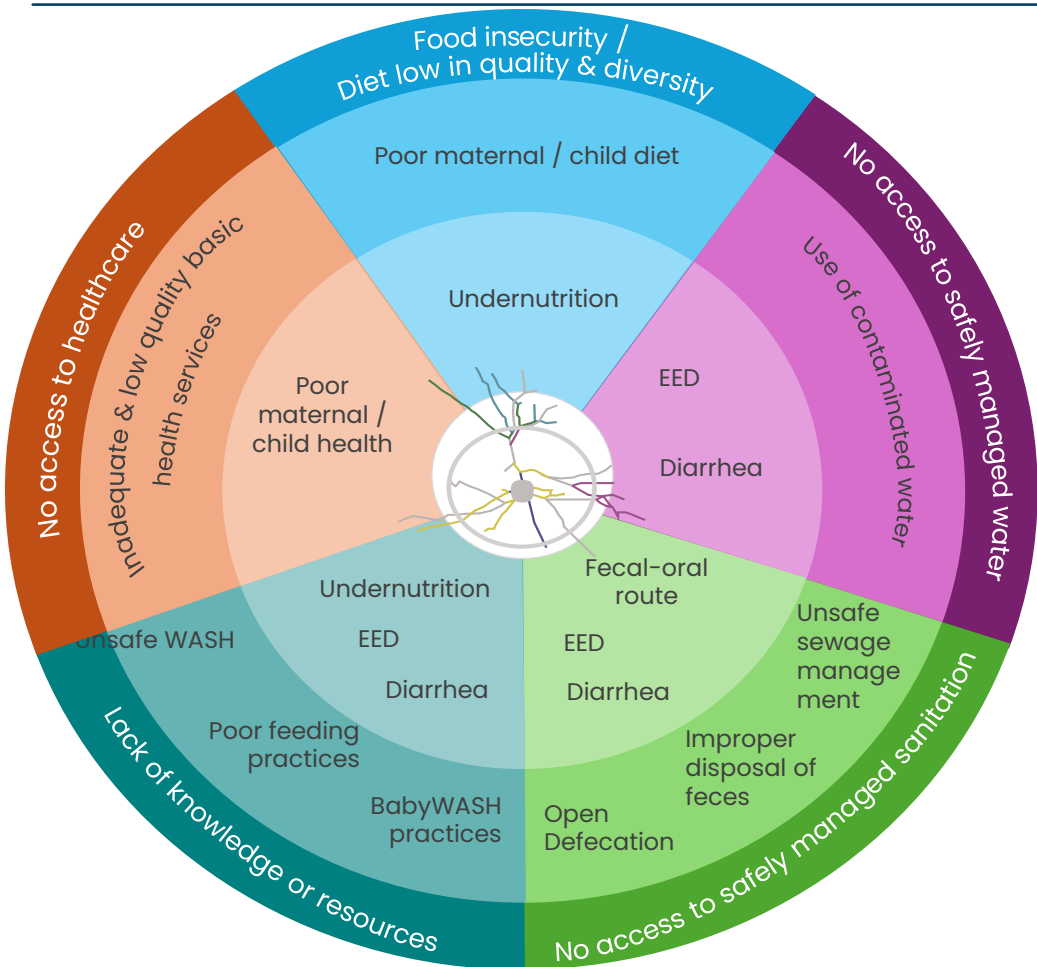 Food insecurity /
Diet low in quality & diversity
Poor maternal / child diet
Undernutrition
No access to safely managed water
Use of contaminated water
EED
Diarrhea
No access to safely managed sanitation
Unsafe
sewage
manage
ment
Improper
disposal of
feces
Open
Defecation
Fecal-oral
route
EED
Diarrhea
Lack of knowledge or resources
Unsafe WASH
Poor feeding
practices
BabyWASH
practices
Undernutrition
EED
Diarrhea
No access to healthcare
Inadequate & low quality basic
health services
Poor
maternal /
child health